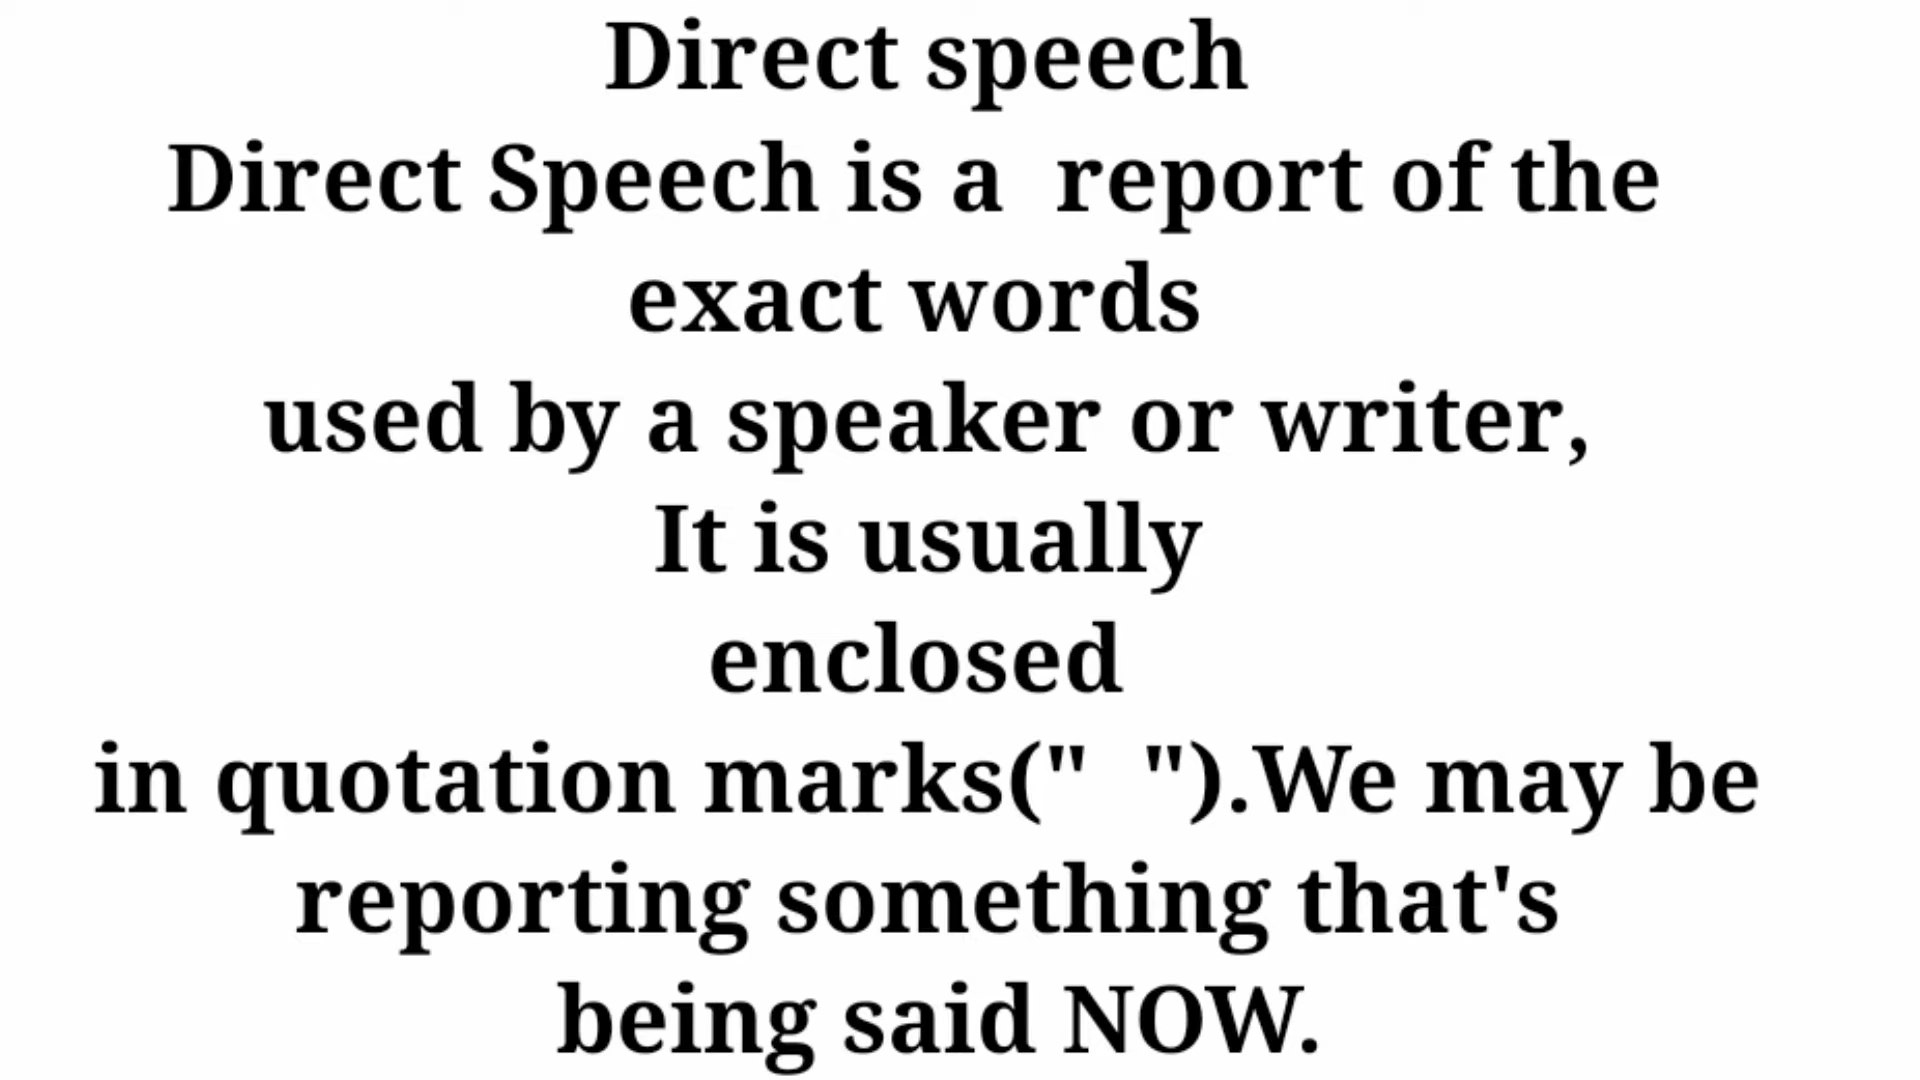 Direct speech
Direct Speech is a  report of the
exact words
used by a speaker or writer,
It is usually
enclosed
in quotation marks("  ").We may be
reporting something that's
being said NOW.